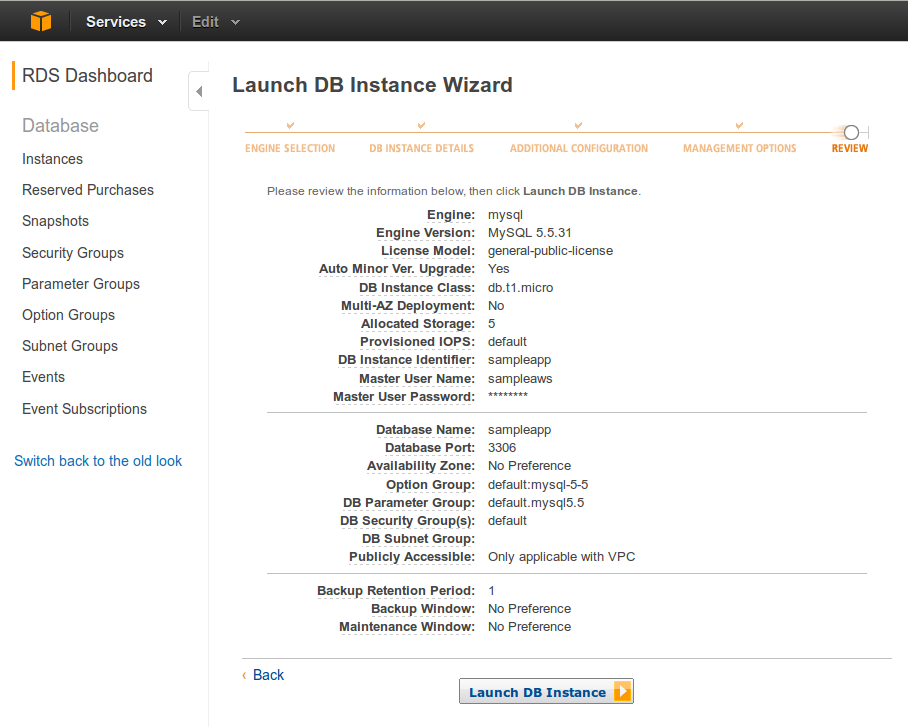 Services Edit
RDS Dashboard
Database
Instances
Reserved Purchases
Snapshots
Security Groups
Parameter Groups
Option Groups
Subnet Groups
Events
Event Subscriptions
Switch back to the old look
Launch DB Instance Wizard
ENGINE SELECTION DB INSTANCE DETAILS ADDITIONAL CONFIGURATION MANAGEMENT OPTIONS REVIEW
Please review the information below, then click Launch DB Instance.
Engine: mysql
Engine Version: MySQL 5.5.31
License Model: general-public-license
Auto Minor Ver. Upgrade: Yes
DB Instance Class: db.t1.micro
Multi-AZ Deployment: No
Allocated Storage: 5
Provisioned IOPS: default
DB Instance Identifier: sampleapp
Master User Name: sampleaws
Master User Password: ********
Database Name: sampleapp
Database Port: 3306
Availability Zone: No Preference
Option Group: default:mysql-5-5
DB Parameter Group: default.mysql5.5
DB Security Group(s): default
DB Subnet Group:
Publicly Accessible: Only applicable with VPC
Backup Retention Period: 1
Backup Window: No Preference
Maintenance Window: No Preference
‹ Back
Launch DB Instance